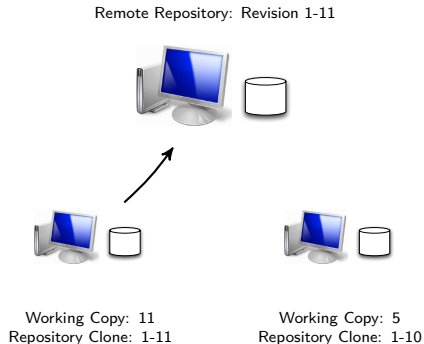 Remote Repository: Revision 1-11
Working Copy: 11
Repository Clone: 1-11
Working Copy: 5
Repository Clone: 1-10